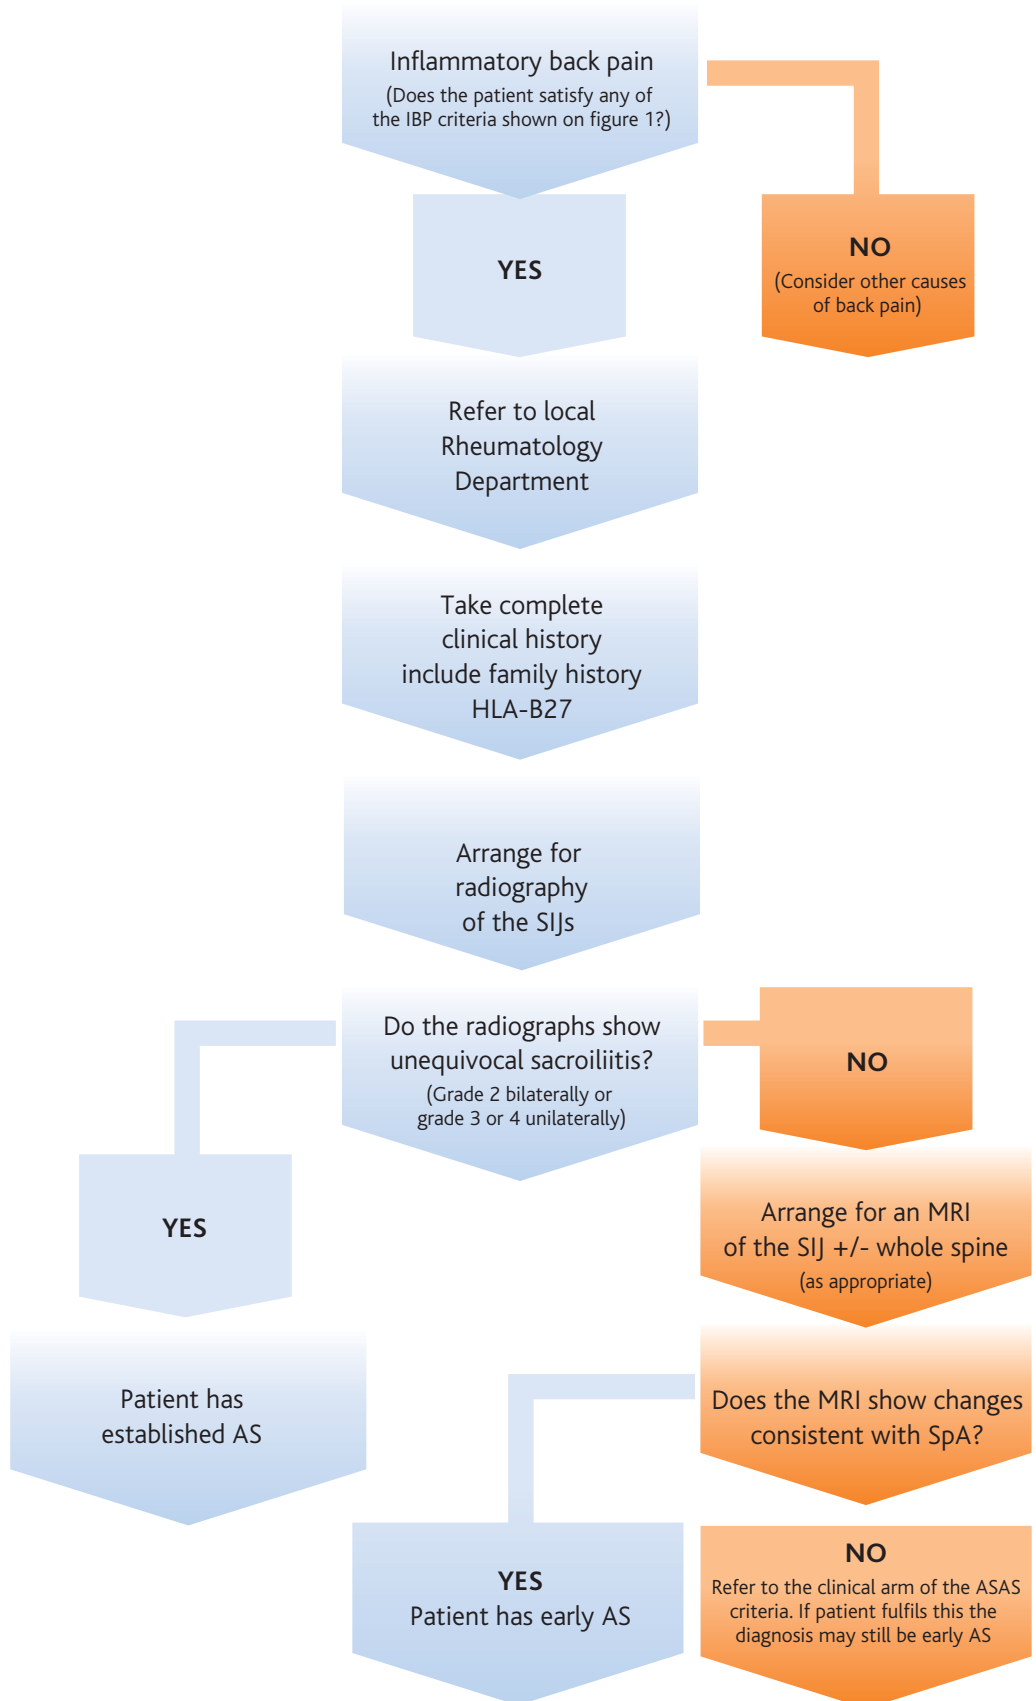 Inflammatory back pain
(Does the patient satisfy any of
the IBP criteria shown on figure 1?)
YES
NO
(Consider other causes
of back pain)
Refer to local
Rheumatology
Department
Take complete
clinical history
include family history
HLA-B27
Arrange for
radiography
of the SIJs
Do the radiographs show
unequivocal sacroiliitis?
(Grade 2 bilaterally or
grade 3 or 4 unilaterally)
NO
YES
Arrange for an MRI
of the SIJ +/- whole spine
(as appropriate)
Patient has
established AS
Does the MRI show changes
consistent with SpA?
YES
Patient has early AS
NO
Refer to the clinical arm of the ASAS
criteria. If patient fulfils this the
diagnosis may still be early AS